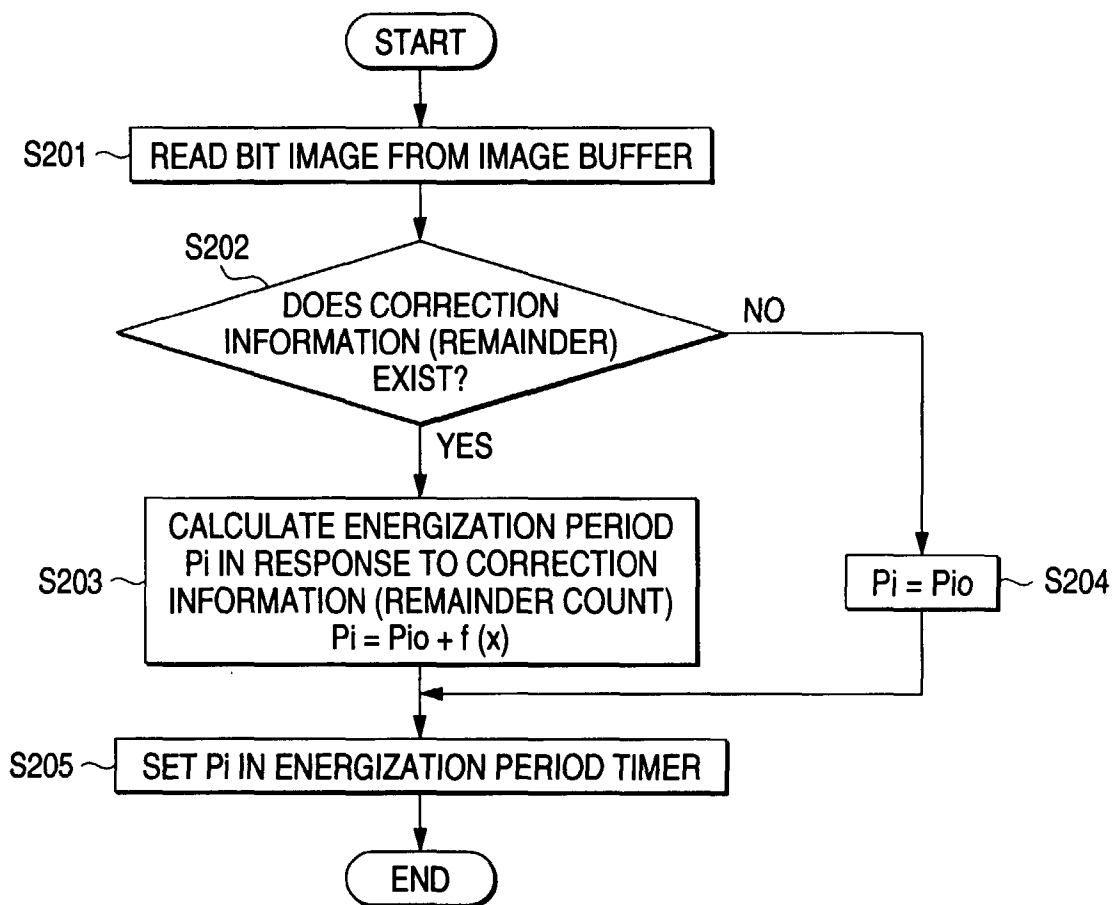 START
S201
READ BIT IMAGE FROM IMAGE BUFFER
S202
DOES CORRECTION
INFORMATION (REMAINDER)
EXIST?
NO
YES
S203
CALCULATE ENERGIZATION PERIOD
Pi IN RESPONSE TO CORRECTION
INFORMATION (REMAINDER COUNT)
Pi = Pio + f (x)
Pi = Pio
S204
S205
SET Pi IN ENERGIZATION PERIOD TIMER
END